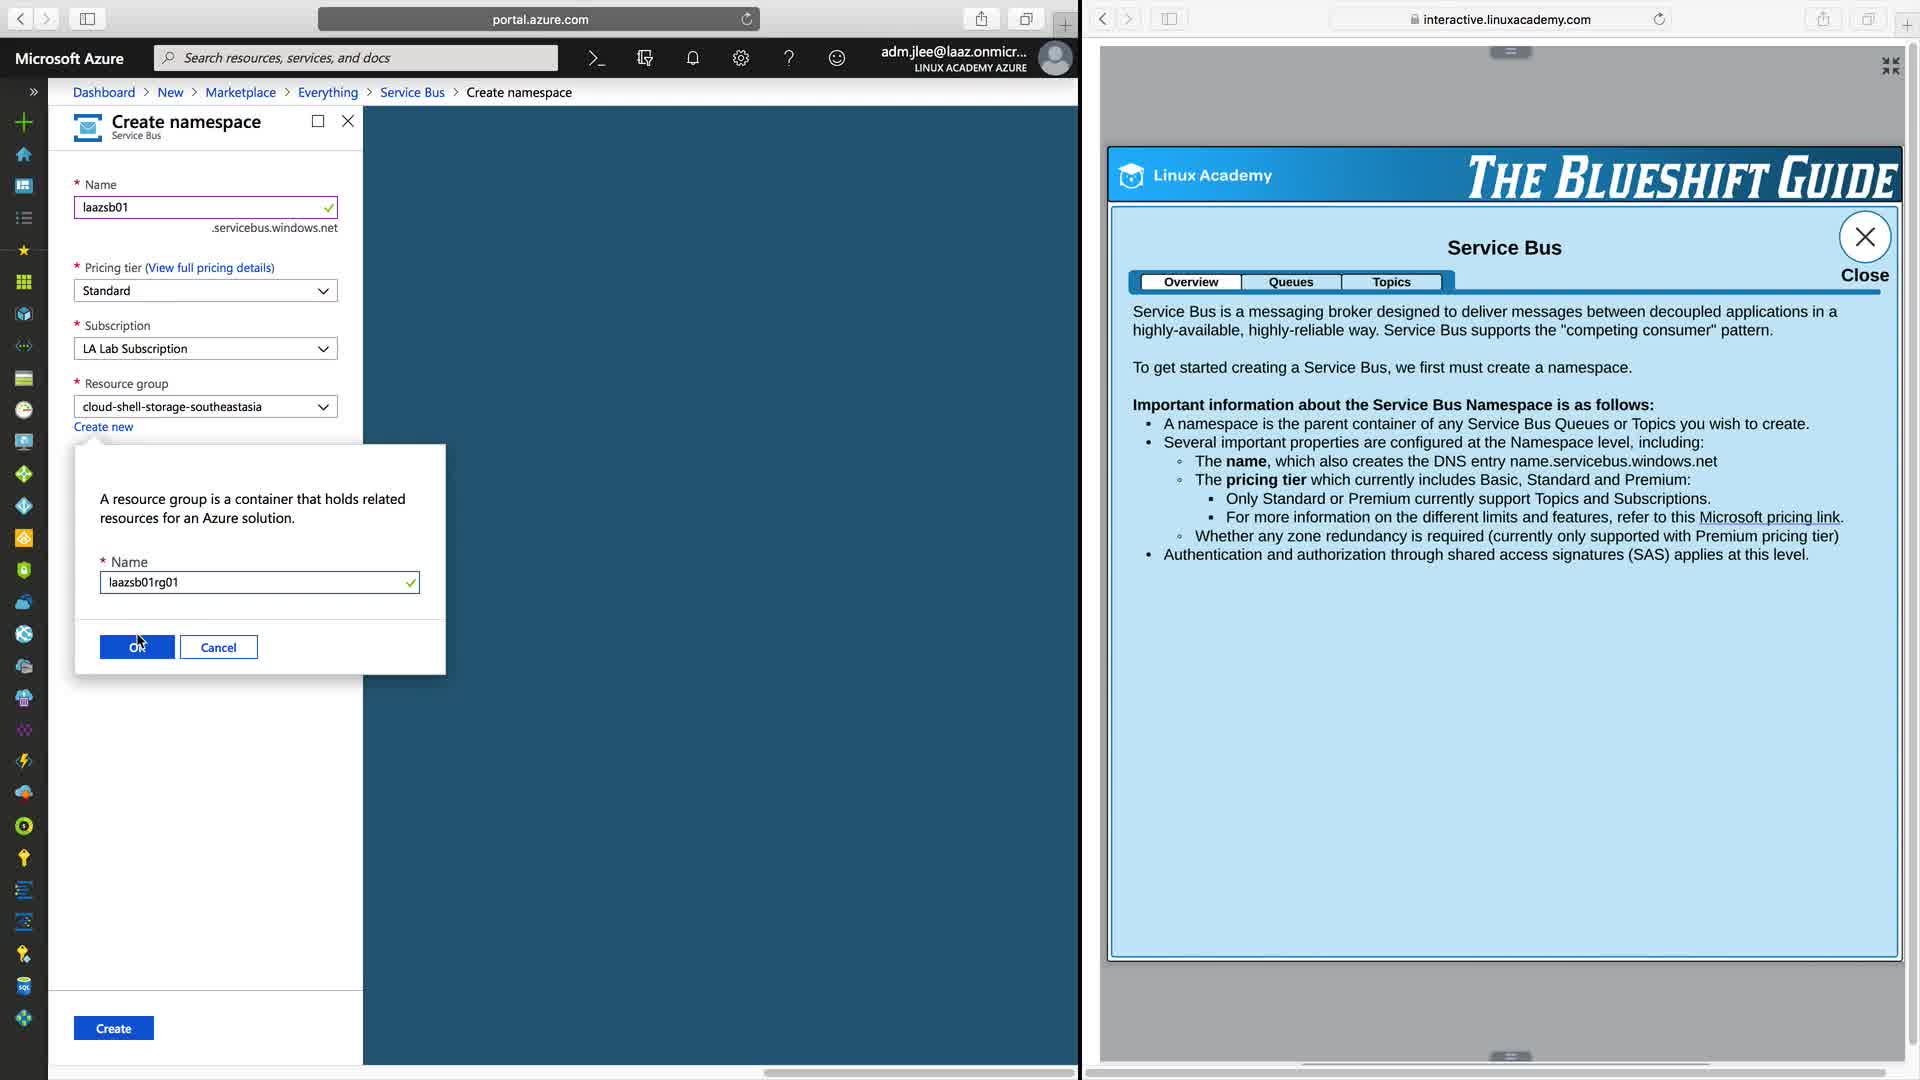 portal.azure.com
Microsoft Azure
Search resources, services, and docs
adm.jlee@laaz.onmicr...
LINUX ACADEMY AZURE
Dashboard > New > Marketplace > Everything > Service Bus > Create namespace
Create namespace
Service Bus
* Name
laazsb01
.servicebus.windows.net
* Pricing tier (View full pricing details)
Standard
* Subscription
LA Lab Subscription
* Resource group
cloud-shell-storage-southeastasia
Create new
A resource group is a container that holds related
resources for an Azure solution.
* Name
laazsb01rg01
OK
Cancel
Create
interactive.linuxacademy.com
Linux Academy
THE BLUESHIFT GUIDE
Service Bus
Close
Overview
Queues
Topics
Service Bus is a messaging broker designed to deliver messages between decoupled applications in a
highly-available, highly-reliable way. Service Bus supports the "competing consumer" pattern.
To get started creating a Service Bus, we first must create a namespace.
Important information about the Service Bus Namespace is as follows:
• A namespace is the parent container of any Service Bus Queues or Topics you wish to create.
• Several important properties are configured at the Namespace level, including:
◦ The name, which also creates the DNS entry name.servicebus.windows.net
◦ The pricing tier which currently includes Basic, Standard and Premium:
▪ Only Standard or Premium currently support Topics and Subscriptions.
▪ For more information on the different limits and features, refer to this Microsoft pricing link.
◦ Whether any zone redundancy is required (currently only supported with Premium pricing tier)
• Authentication and authorization through shared access signatures (SAS) applies at this level.